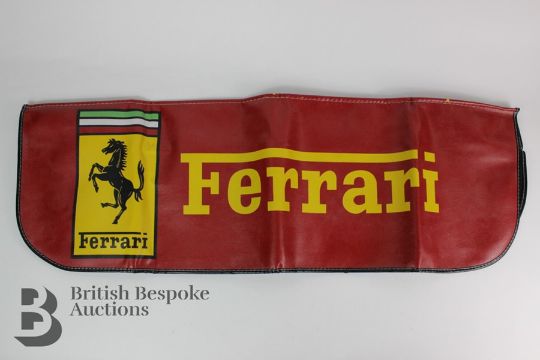 Ferrari
Ferrari
British Bespoke
Auctions